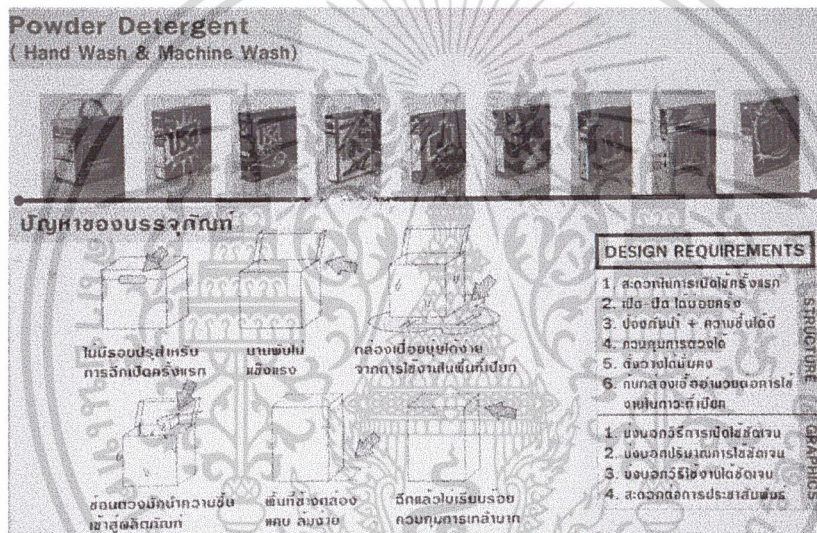 Powder Detergent
( Hand Wash & Machine Wash)
ปัญหาของบรรจุภัณฑ์
ไม่มีรอยปรุสำหรับ
การฉีกเปิดครั้งแรก
บานพับไม่
แข็งแรง
กล่องเปื่อยยุ่ยได้ง่าย
จากการใช้งานในพื้นที่เปียก
ช้อนตวงมักนำความชื้น
เข้าสู่ผลิตภัณฑ์
พื้นที่ข้างกล่อง
แคบ ล้มง่าย
ฉีกแล้วไม่เรียบร้อย
ควบคุมการเทลำบาก
DESIGN REQUIREMENTS
1. สะดวกในการเปิดใช้ครั้งแรก
2. เปิด-ปิด ได้บ่อยครั้ง
3. ป้องกันน้ำ + ความชื้นได้ดี
4. ควบคุมการตวงได้
5. ตั้งวางได้มั่นคง
6. ก้นกล่องเอื้ออำนวยต่อการใช้
งานในภาวะที่เปียก
STRUCTURE
1. บ่งบอกวิธีการเปิดใช้ชัดเจน
2. บ่งบอกปริมาณการใช้ชัดเจน
3. บ่งบอกวิธีใช้งานได้ชัดเจน
4. สะดวกต่อการประชาสัมพันธ์
GRAPHICS